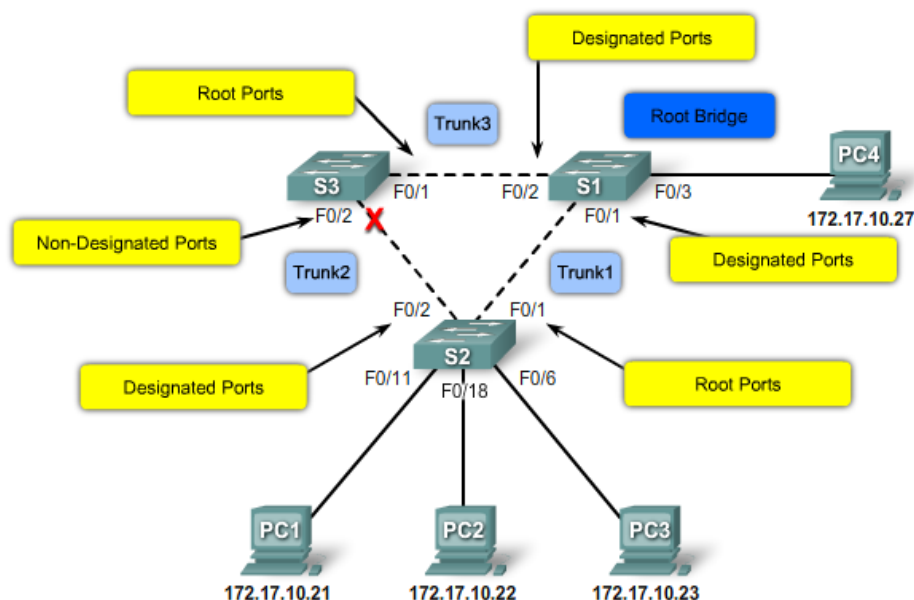 Designated Ports
Root Ports
Root Bridge
Trunk3
PC4
S3
S1
F0/1
F0/2
F0/3
F0/2
F0/1
172.17.10.27
Non-Designated Ports
Designated Ports
Trunk2
Trunk1
F0/2
F0/1
S2
Designated Ports
F0/11
F0/18
F0/6
Root Ports
PC1
PC2
PC3
172.17.10.21
172.17.10.22
172.17.10.23